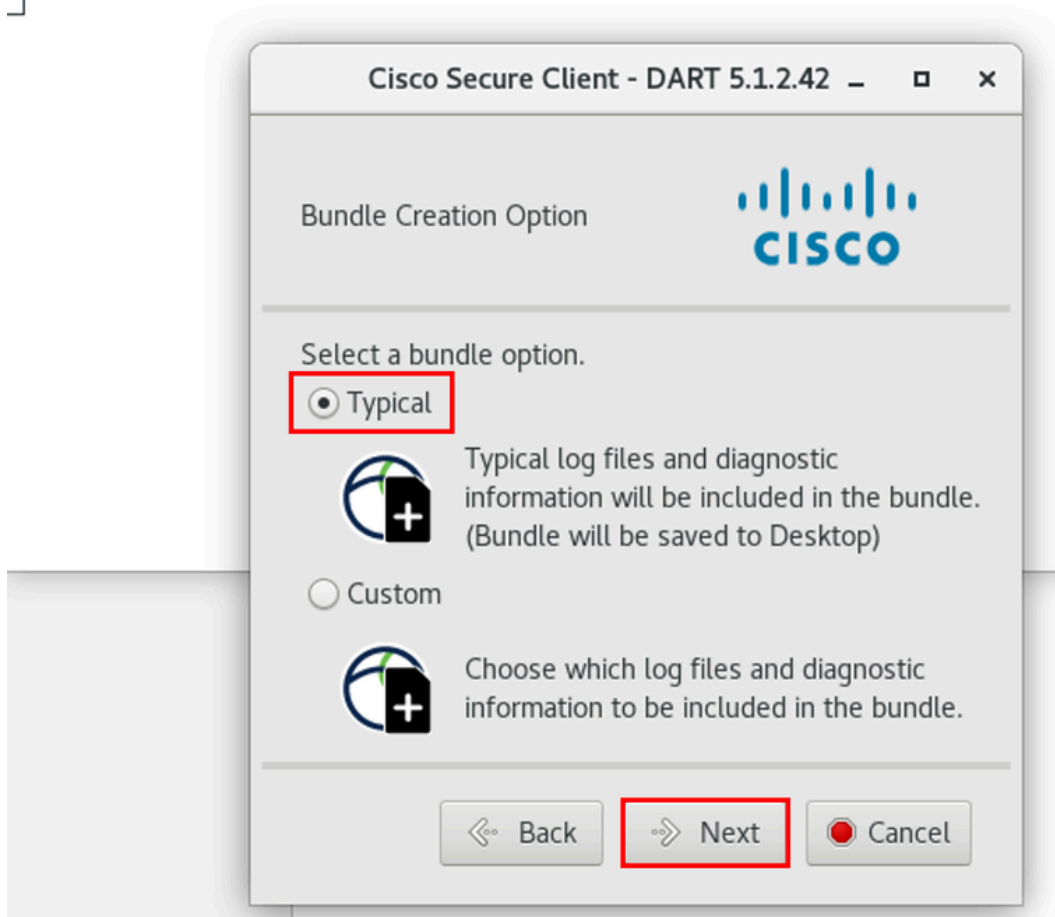 Cisco Secure Client - DART 5.1.2.42
Bundle Creation Option
CISCO
Select a bundle option.
Typical
Typical log files and diagnostic
information will be included in the bundle.
(Bundle will be saved to Desktop)
Custom
Choose which log files and diagnostic
information to be included in the bundle.
Back
Next
Cancel